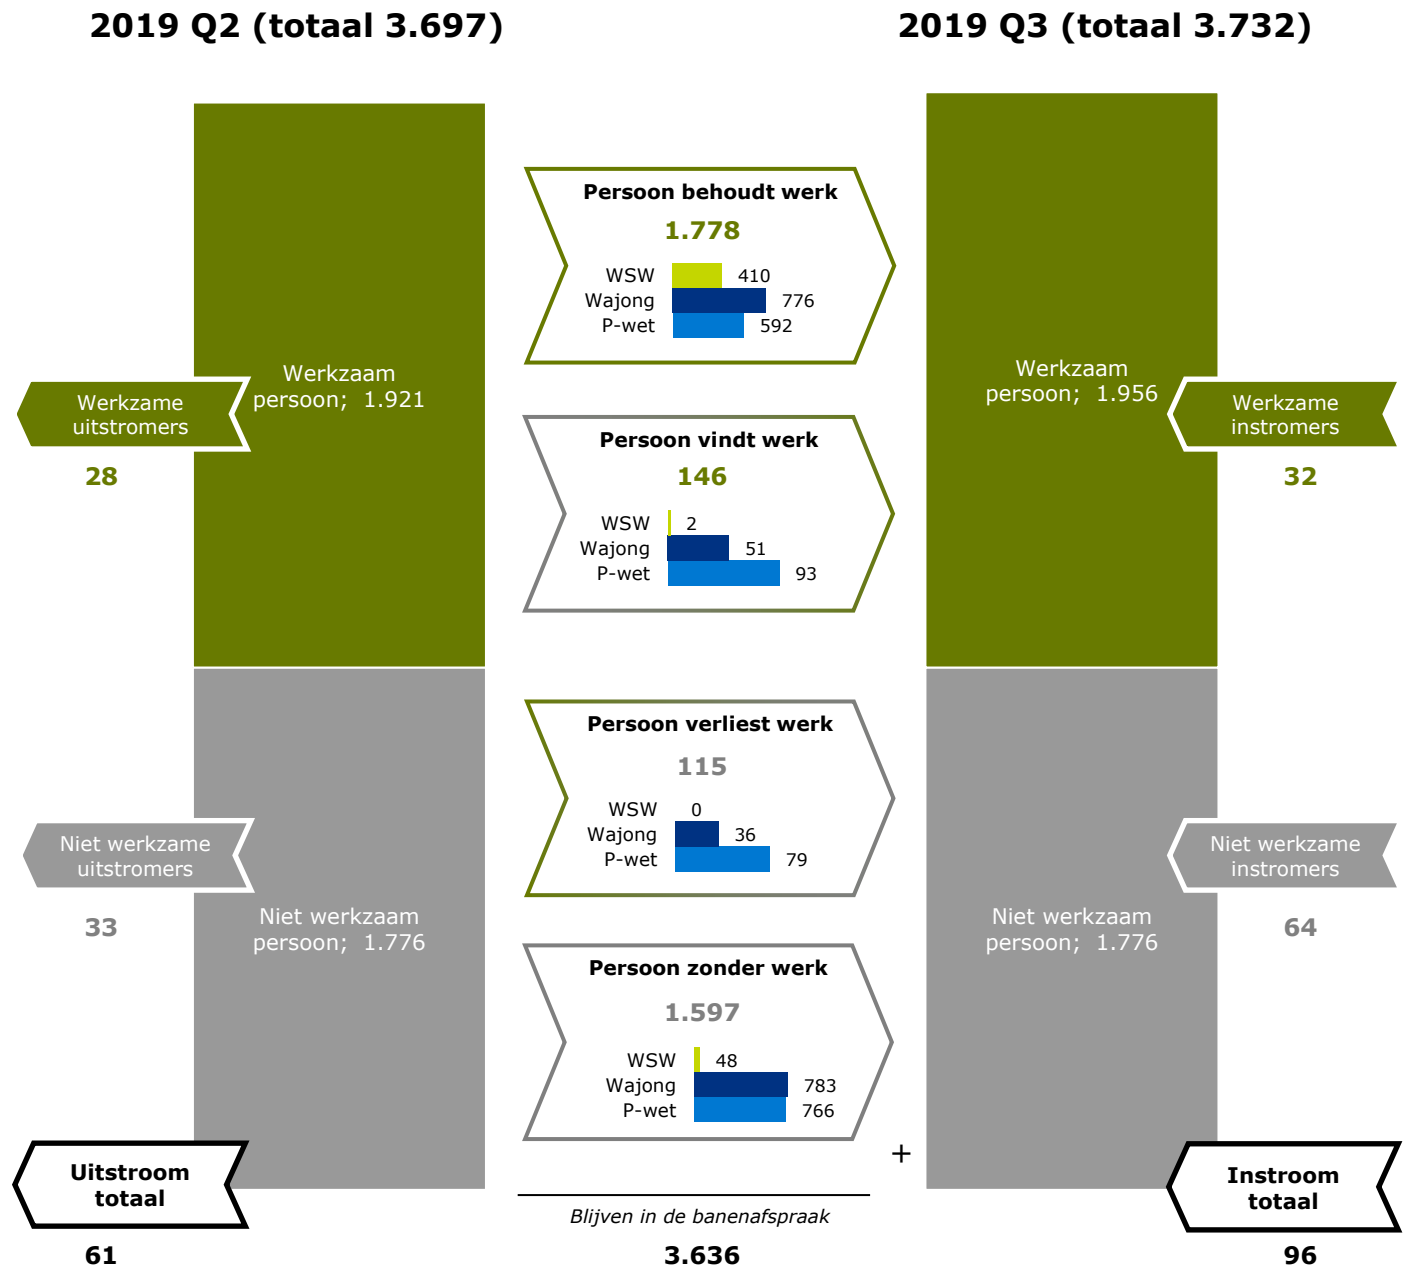 2019 Q2 (totaal 3.697)
2019 Q3 (totaal 3.732)
Werkzaam
persoon;  1.921
Werkzame
uitstromers
28
Niet werkzame
uitstromers
33
Niet werkzaam
persoon;  1.776
Uitstroom
totaal
61
Persoon behoudt werk
1.778
WSW 410
Wajong 776
P-wet 592
Persoon vindt werk
146
WSW 2
Wajong 51
P-wet 93
Persoon verliest werk
115
WSW 0
Wajong 36
P-wet 79
Persoon zonder werk
1.597
WSW 48
Wajong 783
P-wet 766
+
Blijven in de banenafspraak
3.636
Werkzaam
persoon;  1.956
Werkzame
instromers
32
Niet werkzame
instromers
64
Niet werkzaam
persoon;  1.776
Instroom
totaal
96